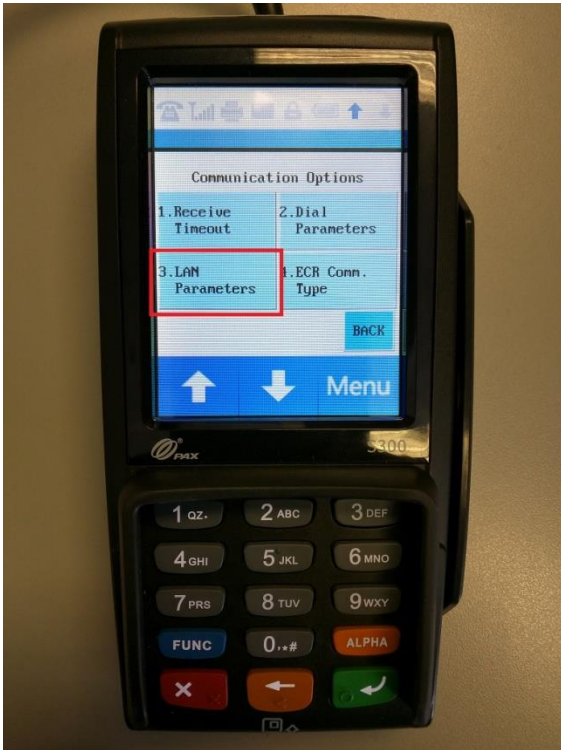 Communication Options
1.Receive Timeout
2.Dial Parameters
3.LAN Parameters
4.ECR Comm. Type
BACK
Menu
PAX
S300
1 QZ.
2 ABC
3 DEF
4 GHI
5 JKL
6 MNO
7 PRS
8 TUV
9 WXY
FUNC
0,*#
ALPHA